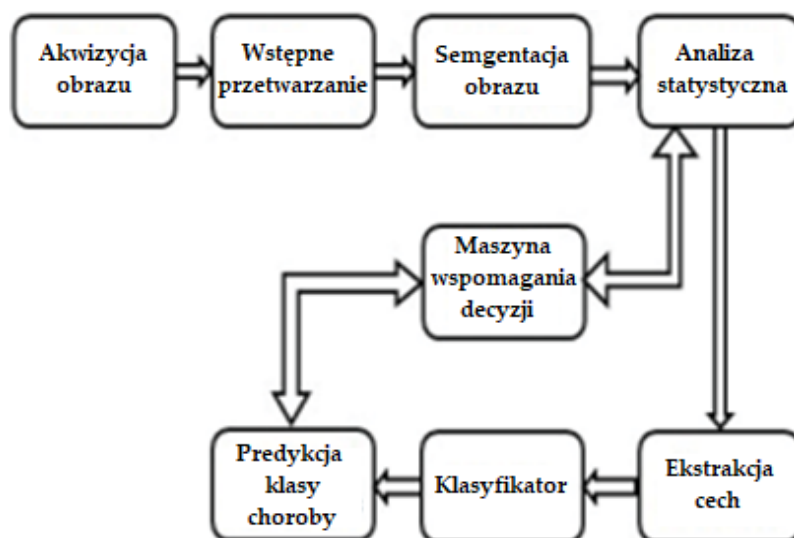 Akwizycja
obrazu
Wstępne
przetwarzanie
Semgentacja
obrazu
Analiza
statystyczna
Maszyna
wspomagania
decyzji
Predykcja
klasy
choroby
Klasyfikator
Ekstrakcja
cech